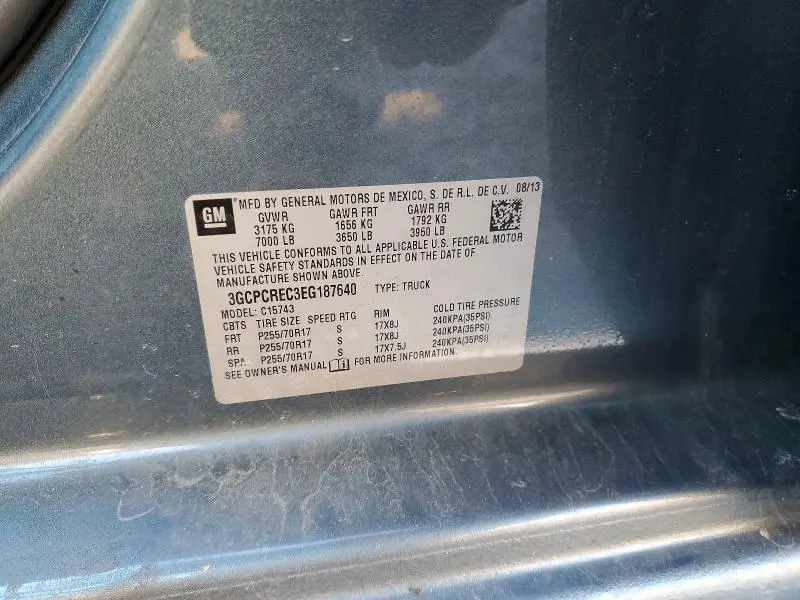 GM ®MFD BY GENERAL MOTORS DE MEXICO, S. DE R.L. DE C.V. 08/13
GVWR GAWR FRT GAWR RR
3175 KG 1656 KG 1792 KG
7000 LB 3650 LB 3950 LB
THIS VEHICLE CONFORMS TO ALL APPLICABLE U.S. FEDERAL MOTOR
VEHICLE SAFETY STANDARDS IN EFFECT ON THE DATE OF
MANUFACTURE SHOWN ABOVE.
3GCPCREC3EG187640 TYPE: TRUCK
MODEL: C15743
CBTS TIRE SIZE SPEED RTG RIM COLD TIRE PRESSURE
FRT P255/70R17 S 17X8J 240KPA(35PSI)
RR P255/70R17 S 17X8J 240KPA(35PSI)
SPA P255/70R17 S 17X7.5J 240KPA(35PSI)
SEE OWNER'S MANUAL FOR MORE INFORMATION.